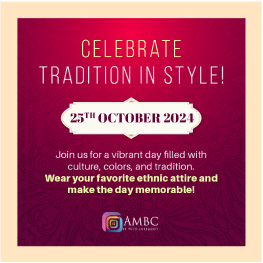 CELEBRATE
TRADITION IN STYLE!
25TH OCTOBER 2024
Join us for a vibrant day filled with
culture, colors, and tradition.
Wear your favorite ethnic attire and
make the day memorable!
AMBC